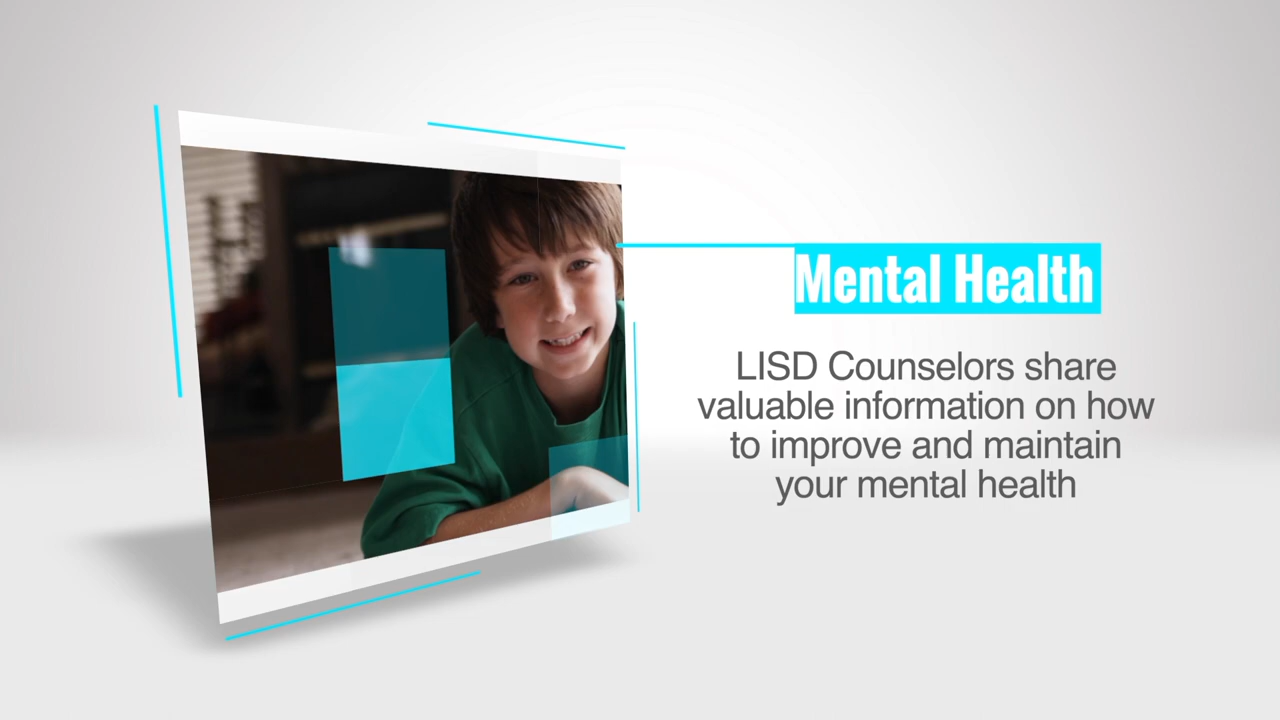 Mental Health
LISD Counselors share
valuable information on how
to improve and maintain
your mental health